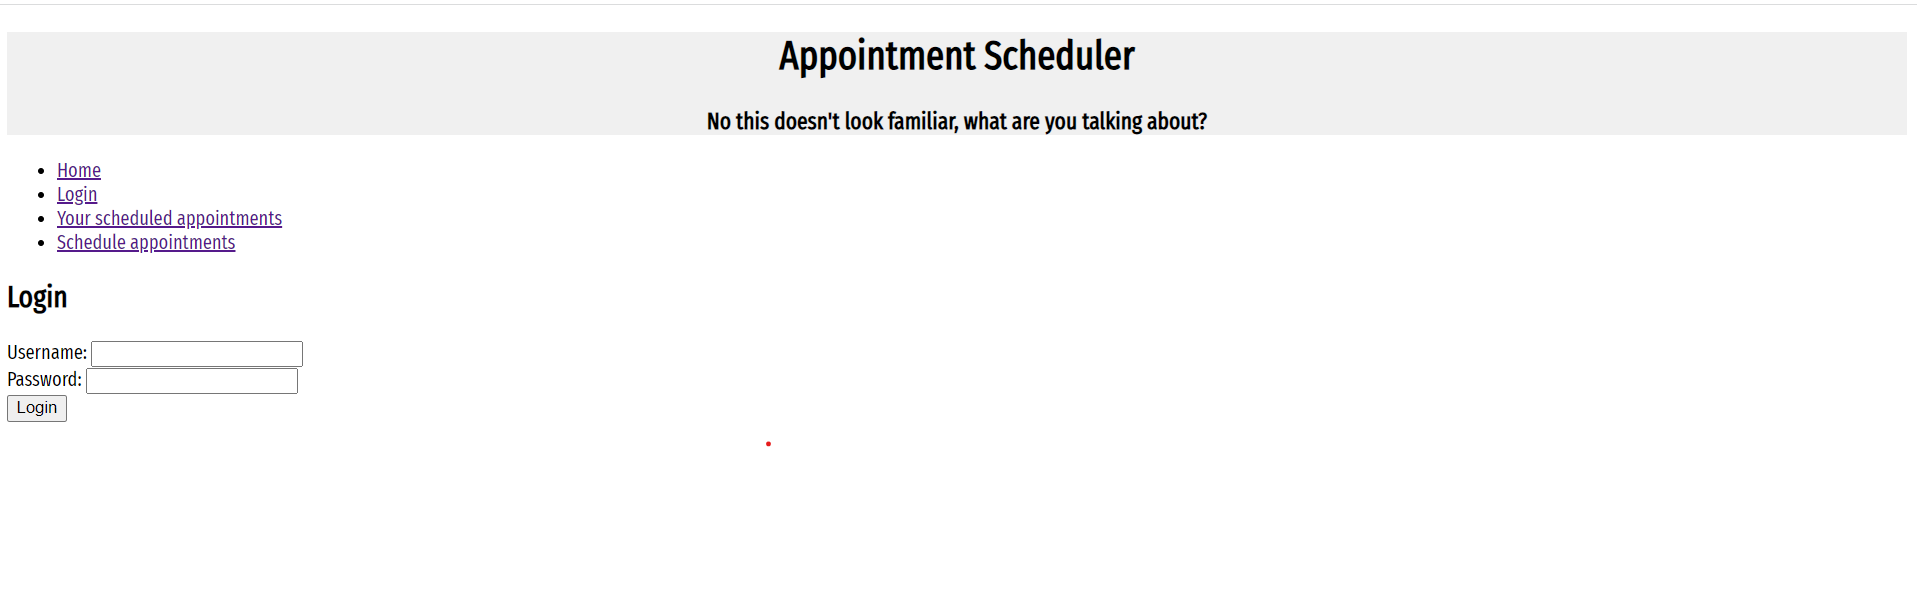 Appointment Scheduler
No this doesn't look familiar, what are you talking about?
Home
Login
Your scheduled appointments
Schedule appointments
Login
Username:
Password:
Login